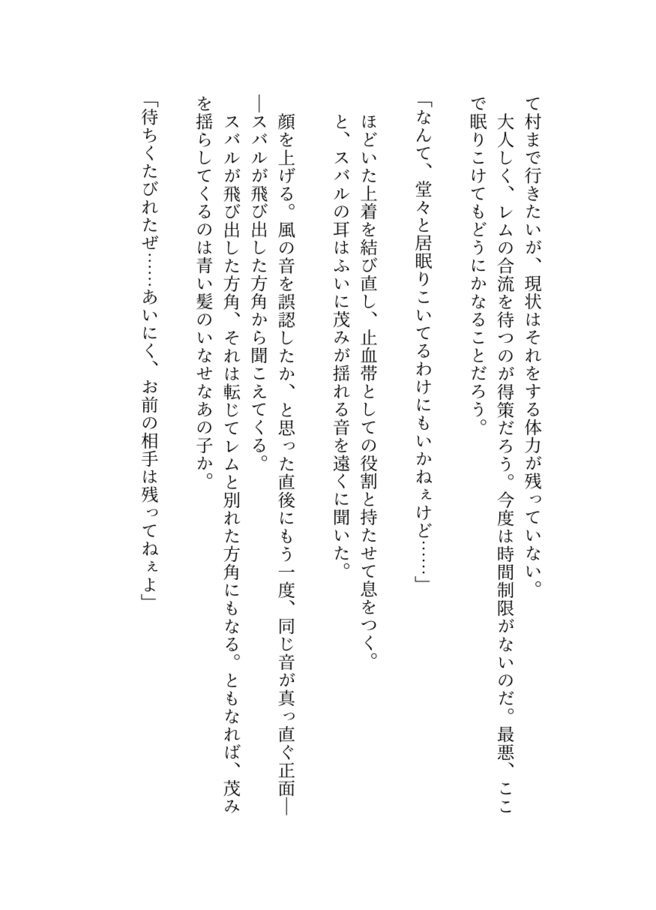 て村まで行きたいが、現状はそれをする体力が残っていない。
大人しく、レムの合流を待つのが得策だろう。今度は時間制限がないのだ。最悪、ここ
で眠りこけてもどうにかなることだろう。
「なんて、堂々と居眠りこいてるわけにもいかねぇけど……」
ほどいた上着を結び直し、止血帯としての役割と持たせて息をつく。
と、スバルの耳はふいに茂みが揺れる音を遠くに聞いた。
顔を上げる。風の音を誤認したか、と思った直後にもう一度、同じ音が真っ直ぐ正面―
―スバルが飛び出した方角から聞こえてくる。
スバルが飛び出した方角、それは転じてレムと別れた方角にもなる。ともなれば、茂み
を揺らしてくるのは青い髪のいなせなあの子か。
「待ちくたびれたぜ……あいにく、お前の相手は残ってねぇよ」